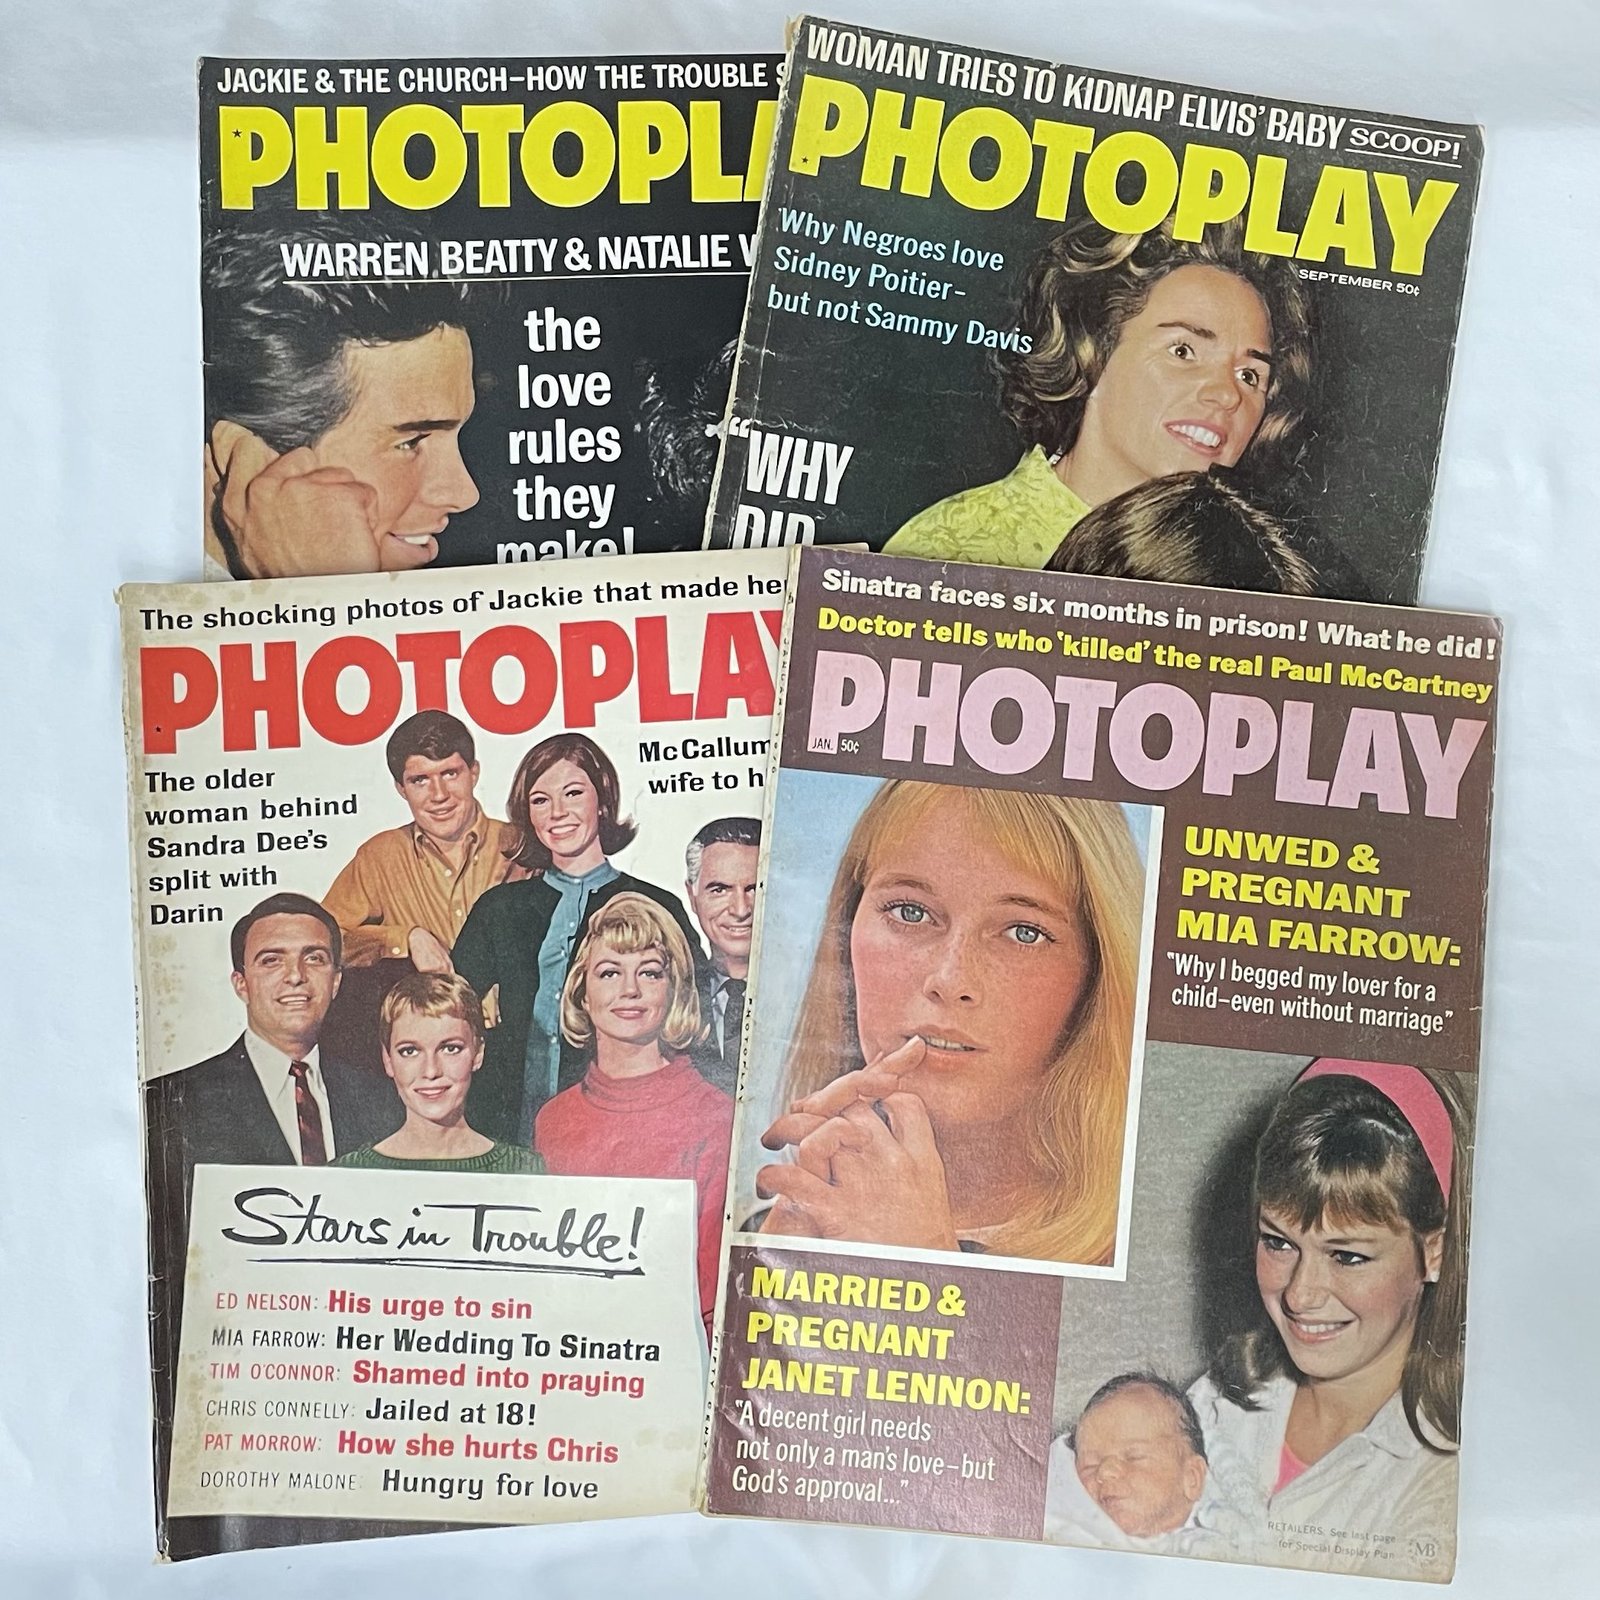 JACKIE & THE CHURCH-HOW THE TROUBLE
PHOTOPLA
WARREN BEATTY & NATALIE
the
love
rules
they
make!
WOMAN TRIES TO KIDNAP ELVIS' BABY SCOOP!
PHOTOPLAY
SEPTEMBER 50¢
Why Negroes love
Sidney Poitier-
but not Sammy Davis
"WHY
DID
The shocking photos of Jackie that made her
PHOTOPLAY
The older
woman behind
Sandra Dee's
split with
Darin
McCallum
wife to
Stars in Trouble!
ED NELSON: His urge to sin
MIA FARROW: Her Wedding To Sinatra
TIM O'CONNOR: Shamed into praying
CHRIS CONNELLY: Jailed at 18!
PAT MORROW: How she hurts Chris
DOROTHY MALONE: Hungry for love
PHOTOPLAY
FIFTY CENTS
Sinatra faces six months in prison! What he did!
Doctor tells who 'killed' the real Paul McCartney
PHOTOPLAY
JAN. 50¢
UNWED &
PREGNANT
MIA FARROW:
"Why I begged my lover for a
child-even without marriage"
MARRIED &
PREGNANT
JANET LENNON:
"A decent girl needs
not only a man's love-but
God's approval..."
RETAILERS: See last page
for Special Display Plan
MB